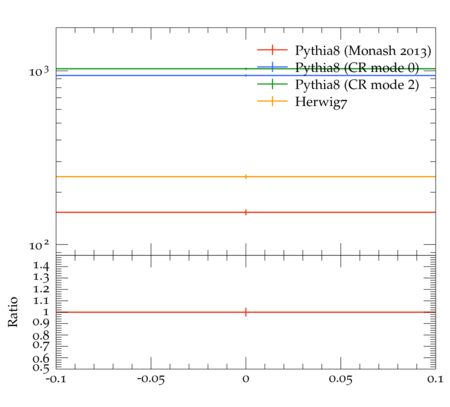 Pythia8 (Monash 2013)
Pythia8 (CR mode 0)
Pythia8 (CR mode 2)
Herwig7
10³
10²
1.4
1.3
1.2
1.1
1
0.9
0.8
0.7
0.6
0.5
Ratio
-0.1 -0.05 0 0.05 0.1